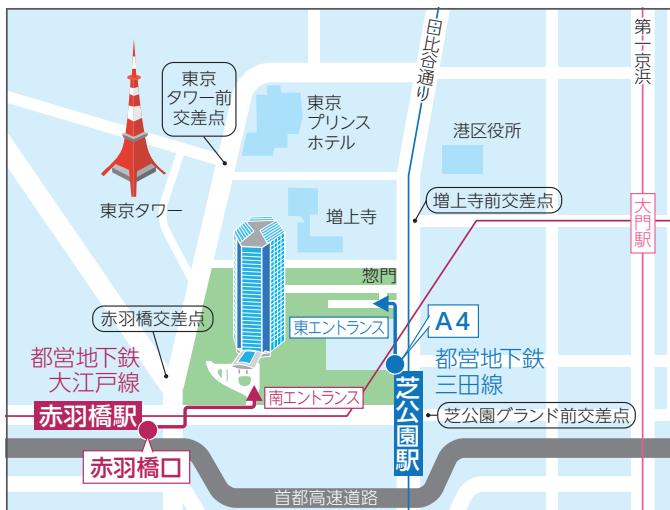 東京
タワー前
交差点
日比谷通り
第一京浜
東京
プリンス
ホテル
港区役所
東京タワー
増上寺
増上寺前交差点
大門駅
惣門
赤羽橋交差点
東エントランス
A4
都営地下鉄
大江戸線
都営地下鉄
三田線
南エントランス
赤羽橋駅
芝公園駅
芝公園グランド前交差点
赤羽橋口
首都高速道路